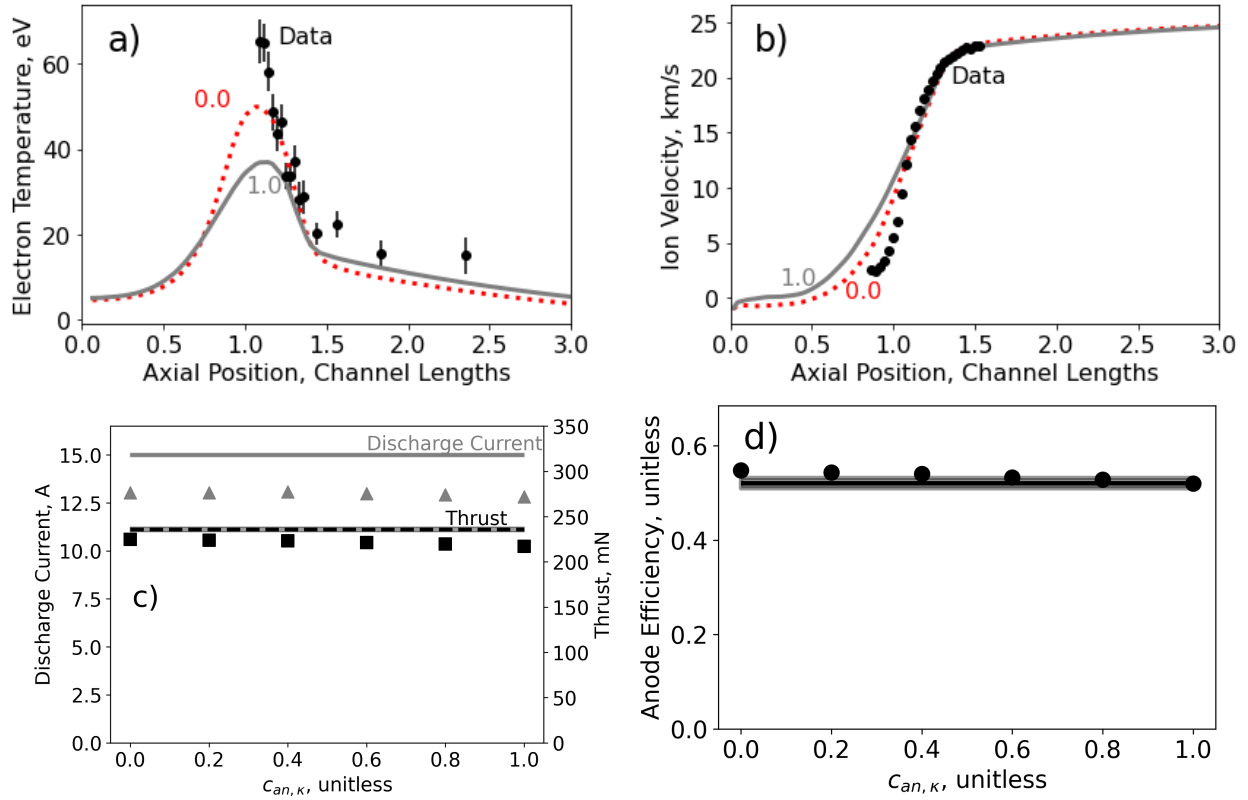 a)
Data
0.0
1.0
60
40
20
0
0.0 0.5 1.0 1.5 2.0 2.5 3.0
Electron Temperature, eV
Axial Position, Channel Lengths
b)
Data
1.0
0.0
25
20
15
10
5
0
0.0 0.5 1.0 1.5 2.0 2.5 3.0
Ion Velocity, km/s
Axial Position, Channel Lengths
Discharge Current
Thrust
c)
15.0
12.5
10.0
7.5
5.0
2.5
0.0
350
300
250
200
150
100
50
0
0.0 0.2 0.4 0.6 0.8 1.0
Discharge Current, A
Thrust, mN
c_{an, κ}, unitless
d)
0.6
0.4
0.2
0.0
0.0 0.2 0.4 0.6 0.8 1.0
Anode Efficiency, unitless
c_{an, κ}, unitless